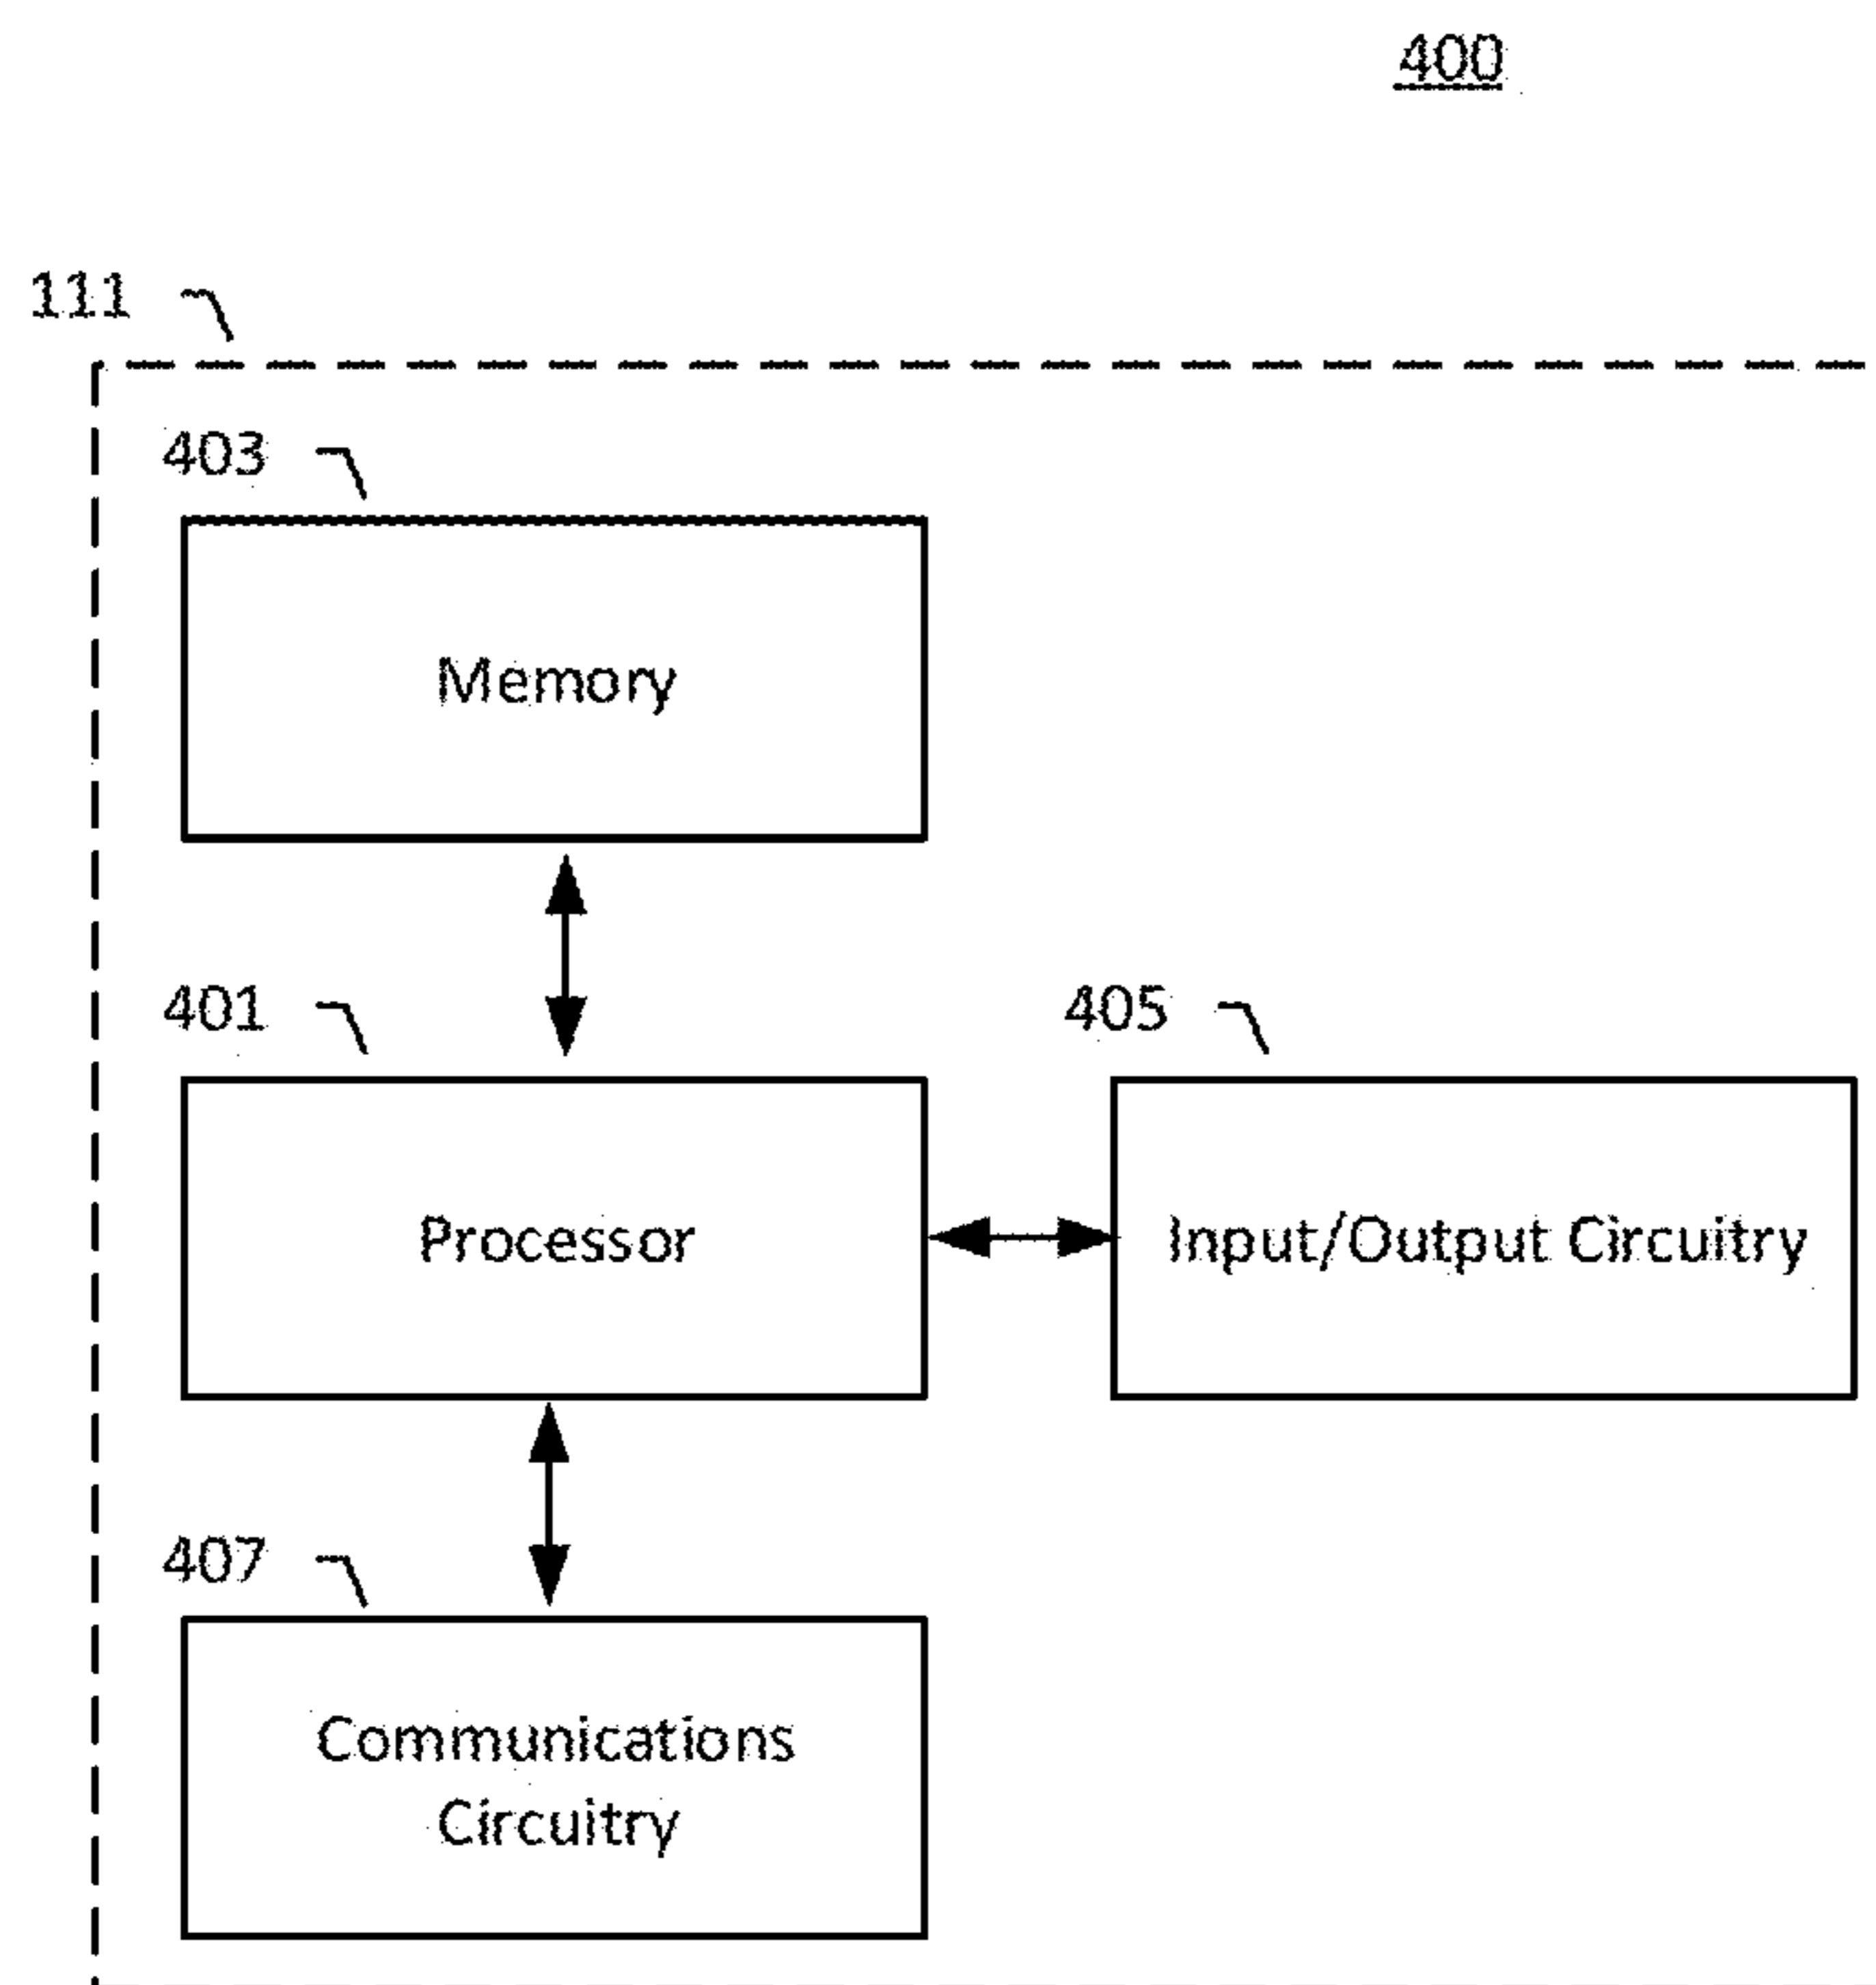 400
111
403
Memory
401
405
Processor
Input/Output Circuitry
407
Communications
Circuitry